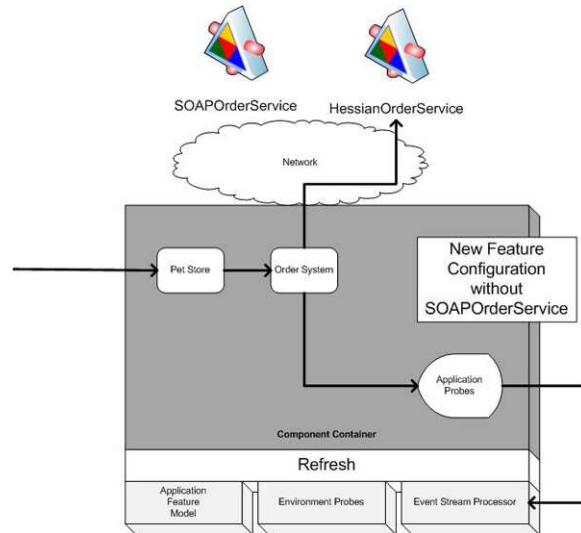 SOAPOrderService
HessianOrderService
Network
Pet Store
Order System
New Feature
Configuration
without
SOAPOrderService
Application
Probes
Component Container
Refresh
Application
Feature
Model
Environment Probes
Event Stream Processor